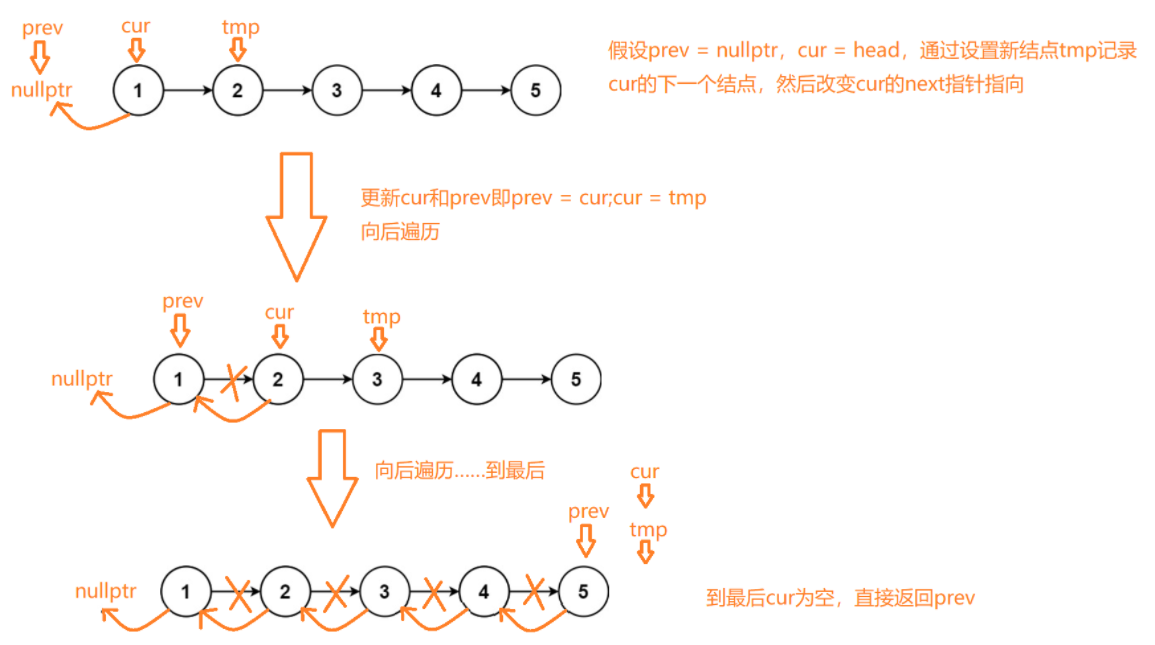 prev cur tmp
nullptr 1 2 3 4 5
假设prev = nullptr，cur = head，通过设置新结点tmp记录
cur的下一个结点，然后改变cur的next指针指向
更新cur和prev即prev = cur;cur = tmp
向后遍历
prev cur tmp
nullptr 1 2 3 4 5
向后遍历......到最后
cur
prev tmp
nullptr 1 2 3 4 5
到最后cur为空，直接返回prev